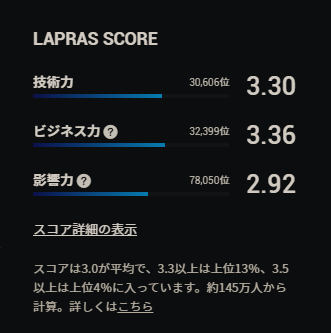 LAPRAS SCORE
技術力 30,606位 3.30
ビジネス力 ? 32,399位 3.36
影響力 ? 78,050位 2.92
スコア詳細の表示
スコアは3.0が平均で、3.3以上は上位13%、3.5
以上は上位4%に入っています。約145万人から
計算。詳しくはこちら